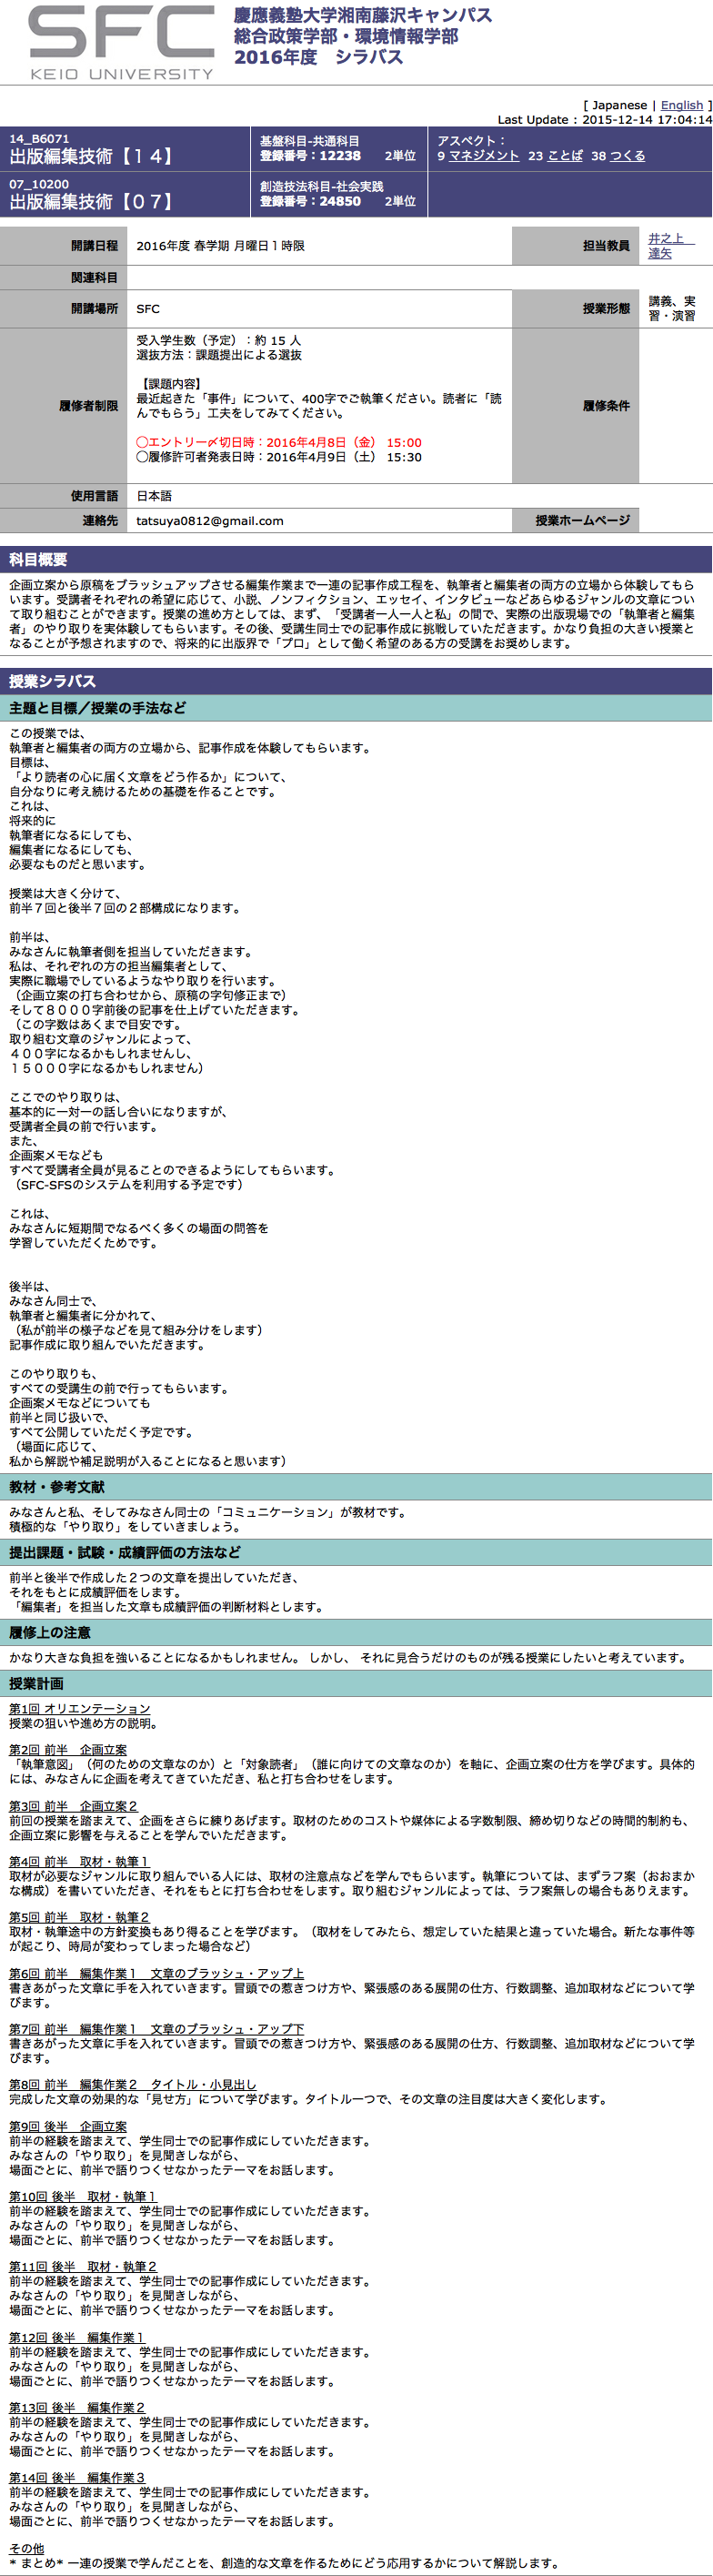 SFC
KEIO UNIVERSITY
慶應義塾大学湘南藤沢キャンパス
総合政策学部・環境情報学部
2016年度　シラバス
[ Japanese | English ]
Last Update : 2015-12-14 17:04:14
14_B6071
出版編集技術【１４】
基盤科目-共通科目
登録番号：12238　　2単位
アスペクト：
9 マネジメント　23 ことば　38 つくる
07_10200
出版編集技術【０７】
創造技法科目-社会実践
登録番号：24850　　2単位
開講日程　2016年度 春学期 月曜日１時限　担当教員　井之上　
達矢
関連科目
開講場所　SFC　授業形態　講義、実
習・演習
履修者制限
受入学生数（予定）：約 15 人
選抜方法：課題提出による選抜
【課題内容】
最近起きた「事件」について、400字でご執筆ください。読者に「読
んでもらう」工夫をしてみてください。
◯エントリー〆切日時：2016年4月8日（金） 15:00
◯履修許可者発表日時：2016年4月9日（土） 15:30
履修条件
使用言語　日本語
連絡先　tatsuya0812@gmail.com　授業ホームページ
科目概要
企画立案から原稿をブラッシュアップさせる編集作業まで一連の記事作成工程を、執筆者と編集者の両方の立場から体験してもら
います。受講者それぞれの希望に応じて、小説、ノンフィクション、エッセイ、インタビューなどあらゆるジャンルの文章につい
て取り組むことができます。授業の進め方としては、まず、「受講者一人一人と私」の間で、実際の出版現場での「執筆者と編集
者」のやり取りを実体験してもらいます。その後、受講生同士での記事作成に挑戦していただきます。かなり負担の大きい授業と
なることが予想されますので、将来的に出版界で「プロ」として働く希望のある方の受講をお奨めします。
授業シラバス
主題と目標／授業の手法など
この授業では、
執筆者と編集者の両方の立場から、記事作成を体験してもらいます。
目標は、
「より読者の心に届く文章をどう作るか」について、
自分なりに考え続けるための基礎を作ることです。
これは、
将来的に
執筆者になるにしても、
編集者になるにしても、
必要なものだと思います。
授業は大きく分けて、
前半７回と後半７回の２部構成になります。
前半は、
みなさんに執筆者側を担当していただきます。
私は、それぞれの方の担当編集者として、
実際に職場でしているようなやり取りを行います。
（企画立案の打ち合わせから、原稿の字句修正まで）
そして８０００字前後の記事を仕上げていただきます。
（この字数はあくまで目安です。
取り組む文章のジャンルによって、
４００字になるかもしれませんし、
１５０００字になるかもしれません）
ここでのやり取りは、
基本的に一対一の話し合いになりますが、
受講者全員の前で行います。
また、
企画案メモなども
すべて受講者全員が見ることのできるようにしてもらいます。
（SFC-SFSのシステムを利用する予定です）
これは、
みなさんに短期間でなるべく多くの場面の問答を
学習していただくためです。
後半は、
みなさん同士で、
執筆者と編集者に分かれて、
（私が前半の様子などを見て組み分けをします）
記事作成に取り組んでいただきます。
このやり取りも、
すべての受講生の前で行ってもらいます。
企画案メモなどについても
前半と同じ扱いで、
すべて公開していただく予定です。
（場面に応じて、
私から解説や補足説明が入ることになると思います）
教材・参考文献
みなさんと私、そしてみなさん同士の「コミュニケーション」が教材です。
積極的な「やり取り」をしていきましょう。
提出課題・試験・成績評価の方法など
前半と後半で作成した２つの文章を提出していただき、
それをもとに成績評価をします。
「編集者」を担当した文章も成績評価の判断材料とします。
履修上の注意
かなり大きな負担を強いることになるかもしれません。 しかし、 それに見合うだけのものが残る授業にしたいと考えています。
授業計画
第1回 オリエンテーション
授業の狙いや進め方の説明。
第2回 前半　企画立案
「執筆意図」（何のための文章なのか）と「対象読者」（誰に向けての文章なのか）を軸に、企画立案の仕方を学びます。具体的
には、みなさんに企画を考えてきていただき、私と打ち合わせをします。
第3回 前半　企画立案２
前回の授業を踏まえて、企画をさらに練りあげます。取材のためのコストや媒体による字数制限、締め切りなどの時間的制約も、
企画立案に影響を与えることを学んでいただきます。
第4回 前半　取材・執筆１
取材が必要なジャンルに取り組んでいる人には、取材の注意点などを学んでもらいます。執筆については、まずラフ案（おおまか
な構成）を書いていただき、それをもとに打ち合わせをします。取り組むジャンルによっては、ラフ案無しの場合もありえます。
第5回 前半　取材・執筆２
取材・執筆途中の方針変換もあり得ることを学びます。（取材をしてみたら、想定していた結果と違っていた場合。新たな事件等
が起こり、時局が変わってしまった場合など）
第6回 前半　編集作業１　文章のブラッシュ・アップ上
書きあがった文章に手を入れていきます。冒頭での惹きつけ方や、緊張感のある展開の仕方、行数調整、追加取材などについて学
びます。
第7回 前半　編集作業１　文章のブラッシュ・アップ下
書きあがった文章に手を入れていきます。冒頭での惹きつけ方や、緊張感のある展開の仕方、行数調整、追加取材などについて学
びます。
第8回 前半　編集作業２　タイトル・小見出し
完成した文章の効果的な「見せ方」について学びます。タイトル一つで、その文章の注目度は大きく変化します。
第9回 後半　企画立案
前半の経験を踏まえて、学生同士での記事作成にしていただきます。
みなさんの「やり取り」を見聞きしながら、
場面ごとに、前半で語りつくせなかったテーマをお話します。
第10回 後半　取材・執筆１
前半の経験を踏まえて、学生同士での記事作成にしていただきます。
みなさんの「やり取り」を見聞きしながら、
場面ごとに、前半で語りつくせなかったテーマをお話します。
第11回 後半　取材・執筆２
前半の経験を踏まえて、学生同士での記事作成にしていただきます。
みなさんの「やり取り」を見聞きしながら、
場面ごとに、前半で語りつくせなかったテーマをお話します。
第12回 後半　編集作業１
前半の経験を踏まえて、学生同士での記事作成にしていただきます。
みなさんの「やり取り」を見聞きしながら、
場面ごとに、前半で語りつくせなかったテーマをお話します。
第13回 後半　編集作業２
前半の経験を踏まえて、学生同士での記事作成にしていただきます。
みなさんの「やり取り」を見聞きしながら、
場面ごとに、前半で語りつくせなかったテーマをお話します。
第14回 後半　編集作業３
前半の経験を踏まえて、学生同士での記事作成にしていただきます。
みなさんの「やり取り」を見聞きしながら、
場面ごとに、前半で語りつくせなかったテーマをお話します。
その他
* まとめ* 一連の授業で学んだことを、創造的な文章を作るためにどう応用するかについて解説します。